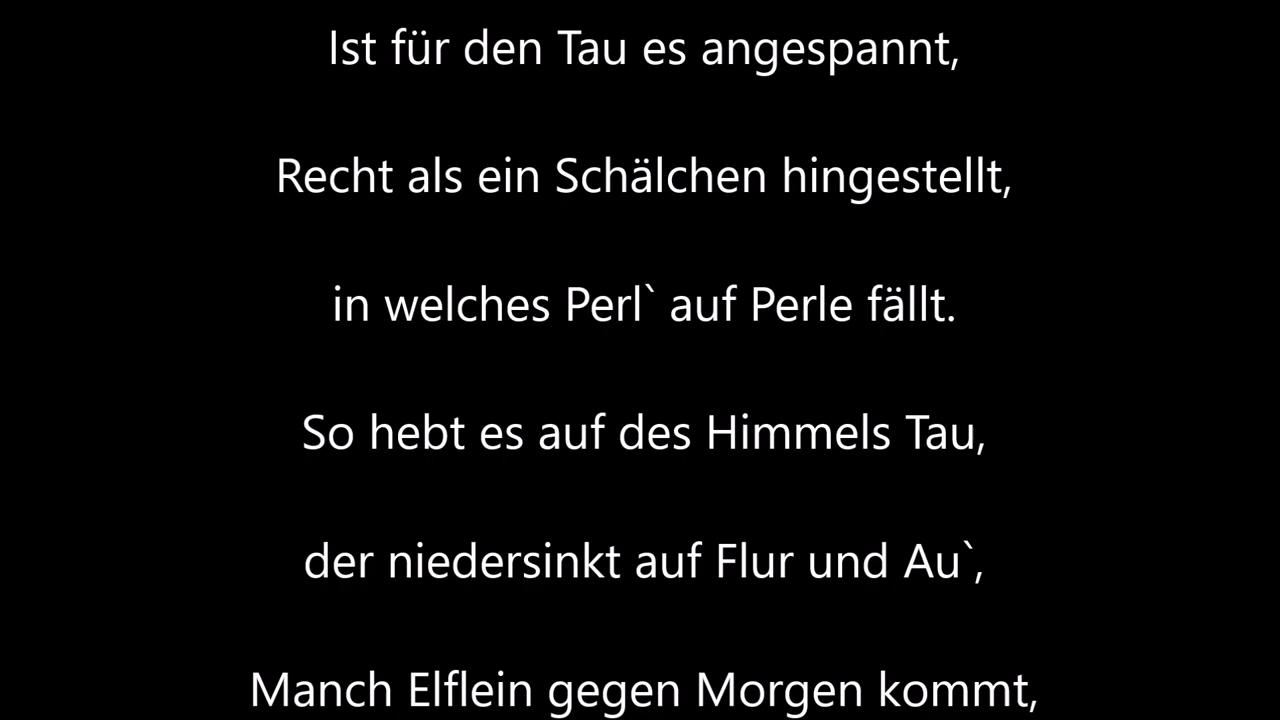 Ist für den Tau es angespannt,
Recht als ein Schälchen hingestellt,
in welches Perl` auf Perle fällt.
So hebt es auf des Himmels Tau,
der niedersinkt auf Flur und Au`,
Manch Elflein gegen Morgen kommt,